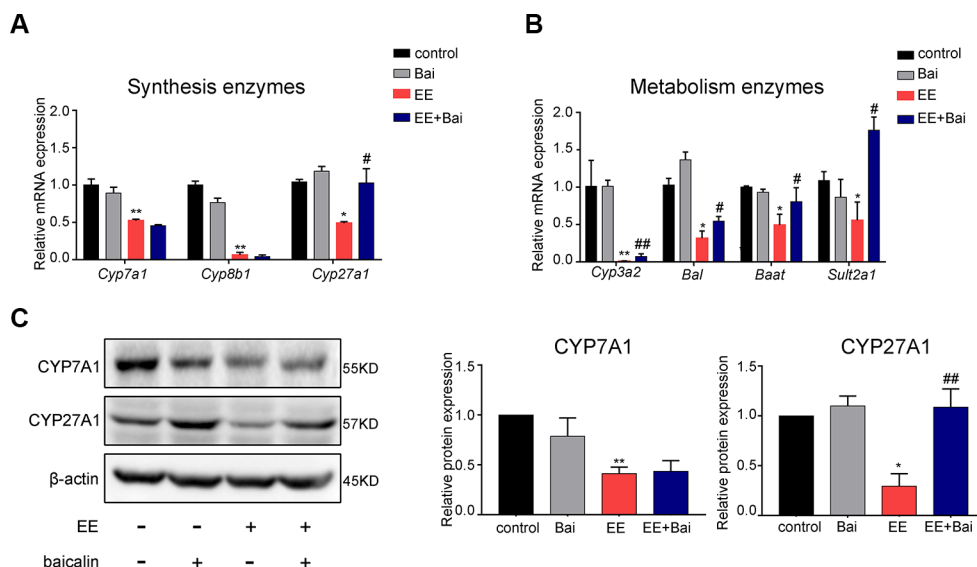 A
Synthesis enzymes
control
Bai
EE
EE+Bai
Relative mRNA ecpression
2.0
1.5
1.0
0.5
0.0
**
**
*
#
Cyp7a1
Cyp8b1
Cyp27a1
B
Metabolism enzymes
control
Bai
EE
EE+Bai
Relative mRNA ecpression
2.0
1.5
1.0
0.5
0.0
**
##
*
#
*
#
*
#
Cyp3a2
Bal
Baat
Sult2a1
C
CYP7A1
55KD
CYP27A1
57KD
β-actin
45KD
EE - - + +
baicalin - + - +
CYP7A1
Relative protein expression
1.5
1.0
0.5
0.0
**
control Bai EE EE+Bai
CYP27A1
Relative protein expression
1.5
1.0
0.5
0.0
*
##
control Bai EE EE+Bai